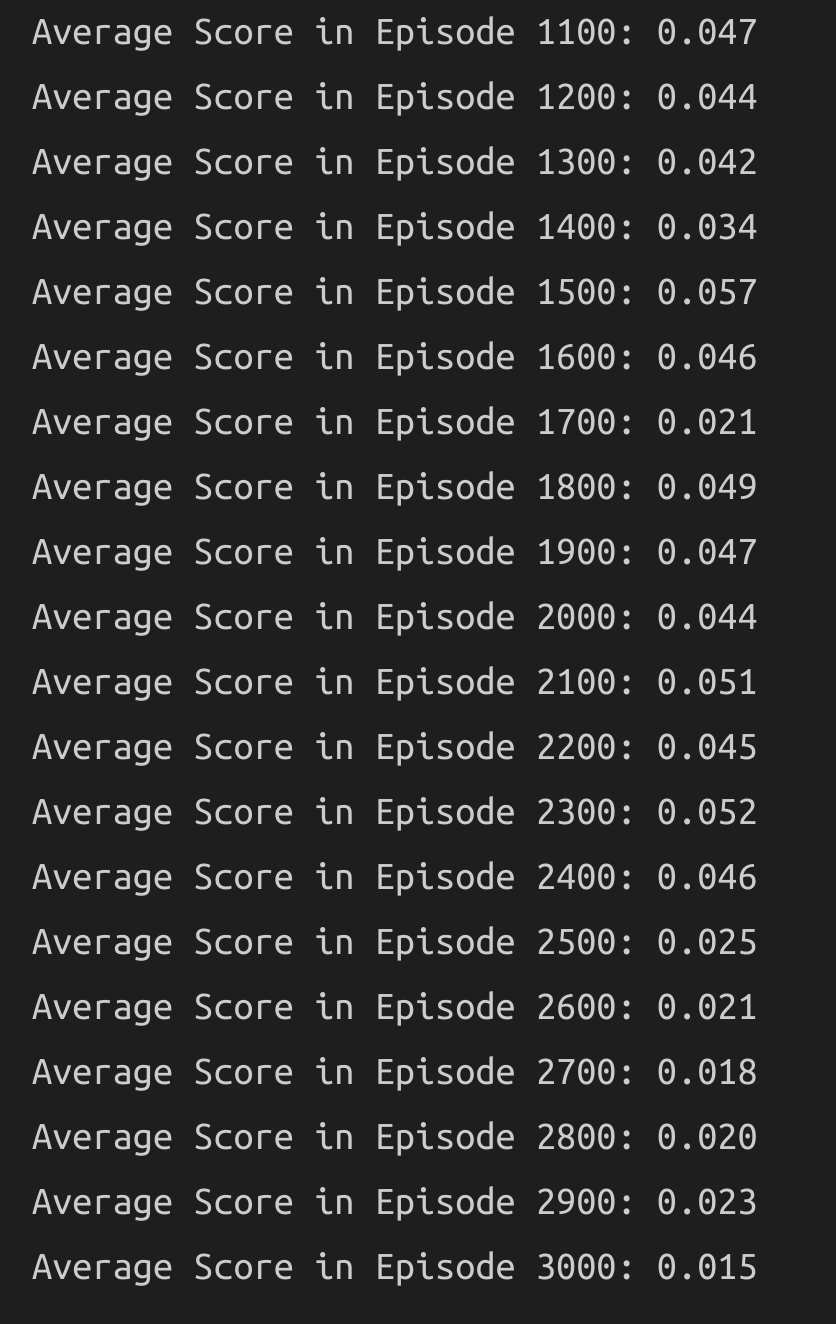 Average Score in Episode 1100: 0.047
Average Score in Episode 1200: 0.044
Average Score in Episode 1300: 0.042
Average Score in Episode 1400: 0.034
Average Score in Episode 1500: 0.057
Average Score in Episode 1600: 0.046
Average Score in Episode 1700: 0.021
Average Score in Episode 1800: 0.049
Average Score in Episode 1900: 0.047
Average Score in Episode 2000: 0.044
Average Score in Episode 2100: 0.051
Average Score in Episode 2200: 0.045
Average Score in Episode 2300: 0.052
Average Score in Episode 2400: 0.046
Average Score in Episode 2500: 0.025
Average Score in Episode 2600: 0.021
Average Score in Episode 2700: 0.018
Average Score in Episode 2800: 0.020
Average Score in Episode 2900: 0.023
Average Score in Episode 3000: 0.015